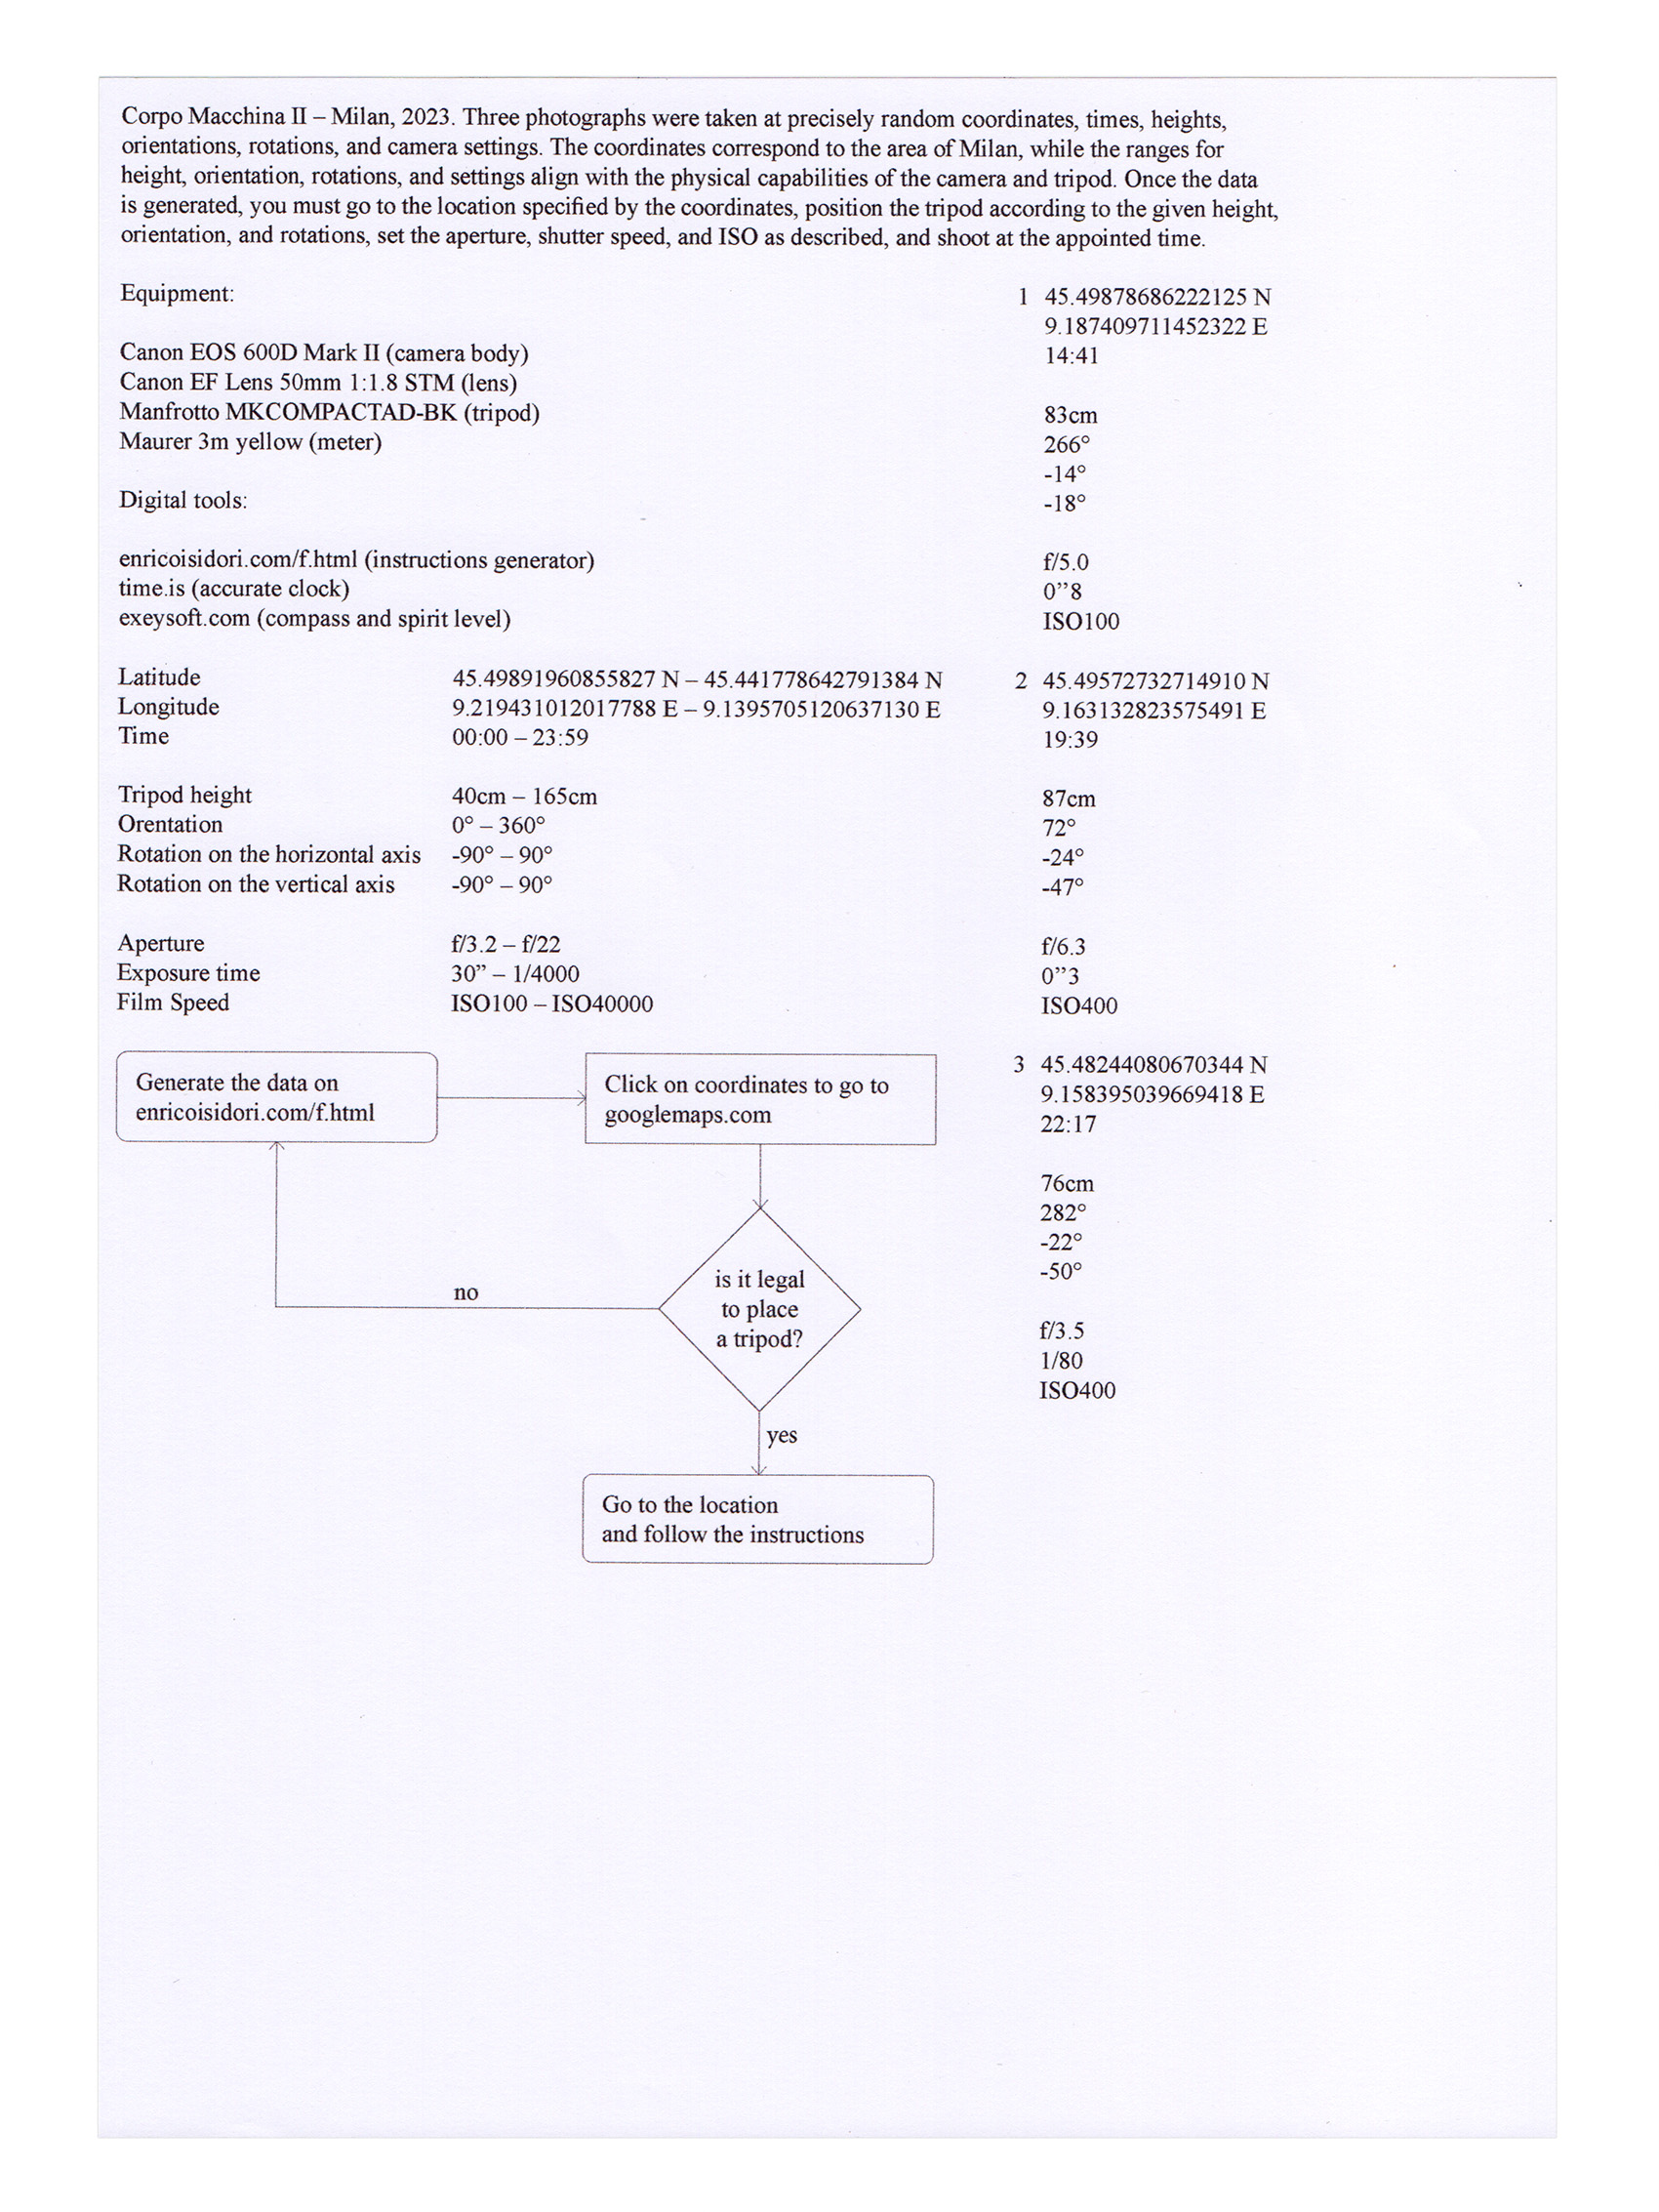 Corpo Macchina II – Milan, 2023. Three photographs were taken at precisely random coordinates, times, heights,
orientations, rotations, and camera settings. The coordinates correspond to the area of Milan, while the ranges for
height, orientation, rotations, and settings align with the physical capabilities of the camera and tripod. Once the data
is generated, you must go to the location specified by the coordinates, position the tripod according to the given height,
orientation, and rotations, set the aperture, shutter speed, and ISO as described, and shoot at the appointed time.
Equipment:
Canon EOS 600D Mark II (camera body)
Canon EF Lens 50mm 1:1.8 STM (lens)
Manfrotto MKCOMPACTAD-BK (tripod)
Maurer 3m yellow (meter)
Digital tools:
enricoisidori.com/f.html (instructions generator)
time.is (accurate clock)
exeysoft.com (compass and spirit level)
Latitude 45.49891960855827 N – 45.441778642791384 N
Longitude 9.219431012017788 E – 9.1395705120637130 E
Time 00:00 – 23:59
Tripod height 40cm – 165cm
Orentation 0° – 360°
Rotation on the horizontal axis -90° – 90°
Rotation on the vertical axis -90° – 90°
Aperture f/3.2 – f/22
Exposure time 30” – 1/4000
Film Speed ISO100 – ISO40000
Generate the data on
enricoisidori.com/f.html
Click on coordinates to go to
googlemaps.com
is it legal
to place
a tripod?
no
yes
Go to the location
and follow the instructions
1 45.49878686222125 N
9.187409711452322 E
14:41
83cm
266°
-14°
-18°
f/5.0
0”8
ISO100
2 45.49572732714910 N
9.163132823575491 E
19:39
87cm
72°
-24°
-47°
f/6.3
0”3
ISO400
3 45.48244080670344 N
9.158395039669418 E
22:17
76cm
282°
-22°
-50°
f/3.5
1/80
ISO400